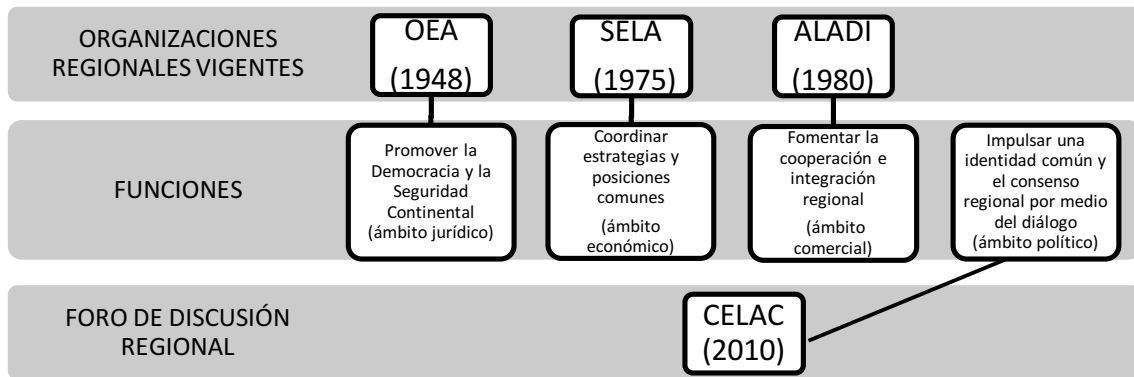 ORGANIZACIONES
REGIONALES VIGENTES
OEA
(1948)
SELA
(1975)
ALADI
(1980)
FUNCIONES
Promover la
Democracia y la
Seguridad
Continental
(ámbito jurídico)
Coordinar
estrategias y
posiciones
comunes
(ámbito
económico)
Fomentar la
cooperación e
integración
regional
(ámbito
comercial)
Impulsar una
identidad común y
el consenso
regional por medio
del diálogo
(ámbito político)
FORO DE DISCUSIÓN
REGIONAL
CELAC
(2010)